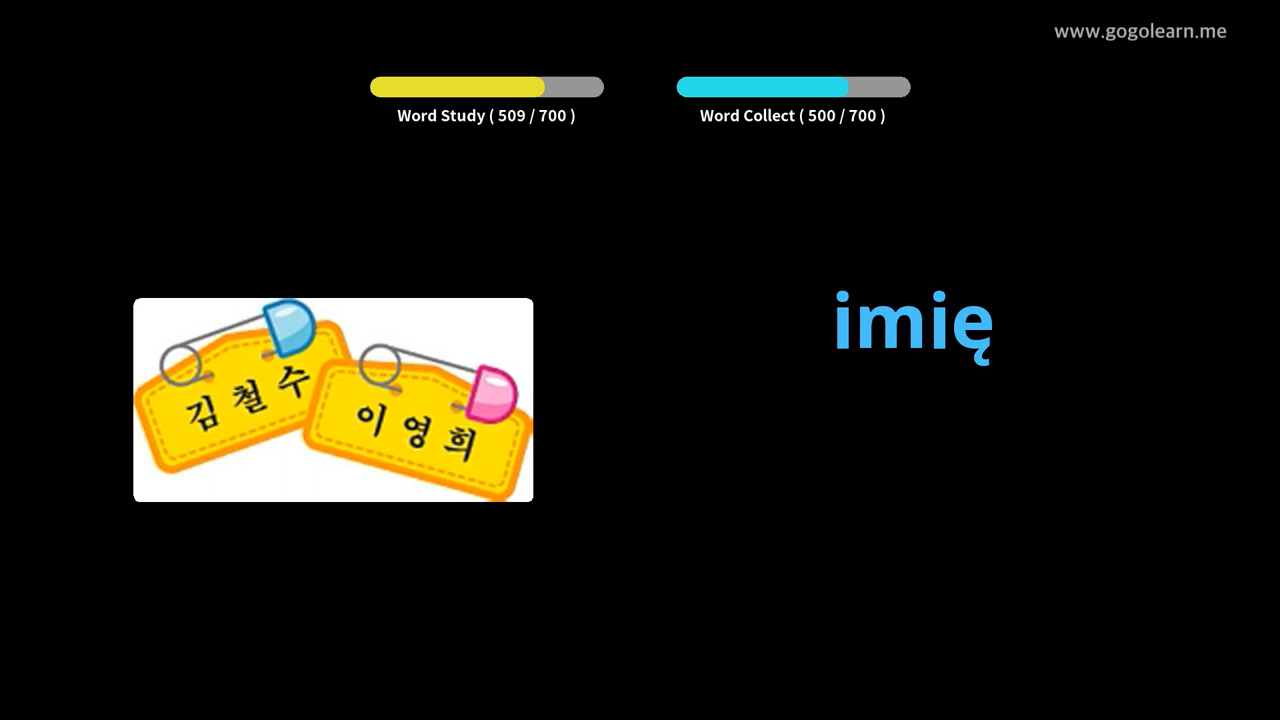 www.gogolearn.me
Word Study ( 509 / 700 )
Word Collect ( 500 / 700 )
imię
김철수
이영희